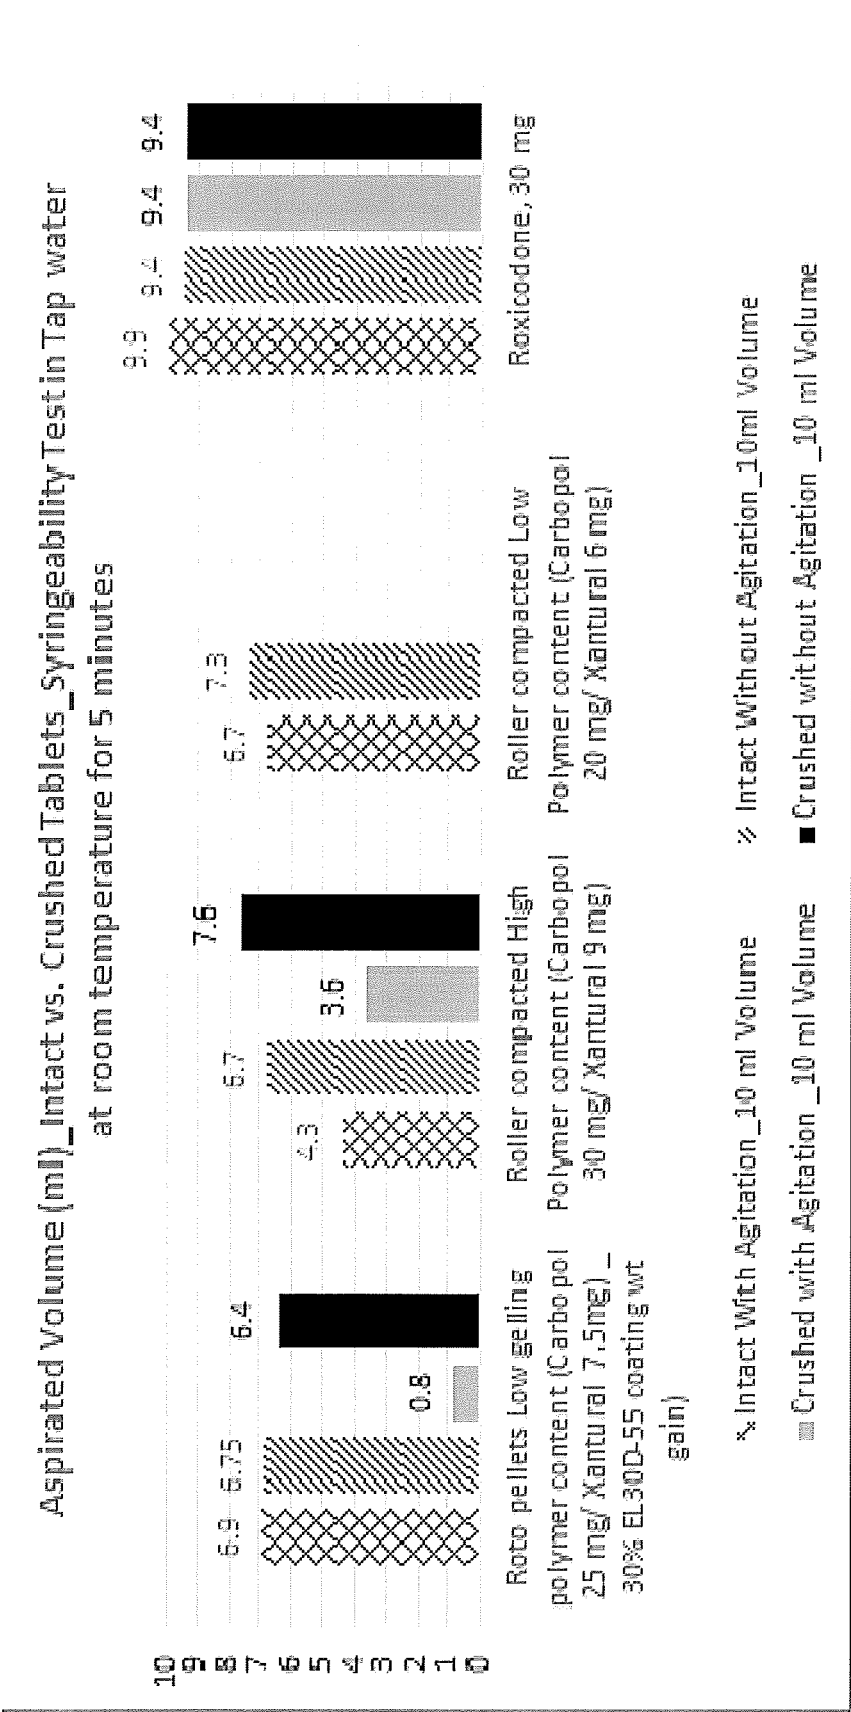 Aspirated Volume (ml)_ Intact vs. Crushed Tablets_Syringeability Test in Tap water
at room temperature for 5 minutes
10
9
8
7
6
5
4
3
2
1
0
6.9 6.75 0.8 6.4
4.3 6.7 3.6 7.6
6.7 7.3
9.9 9.4 9.4 9.4
Roto pellets Low gelling
polymer content (Carbopol
25 mg/ Xantural 7.5mg) _
30% EL30D-55 coating wt
gain)
Roller compacted High
Polymer content (Carbopol
30 mg/ Xantural 9 mg)
Roller compacted Low
Polymer content (Carbopol
20 mg/ Xantural 6 mg)
Roxicodone, 30 mg
Intact With Agitation_10 ml Volume
Intact Without Agitation_10ml Volume
Crushed with Agitation _10 ml Volume
Crushed without Agitation _10 ml Volume